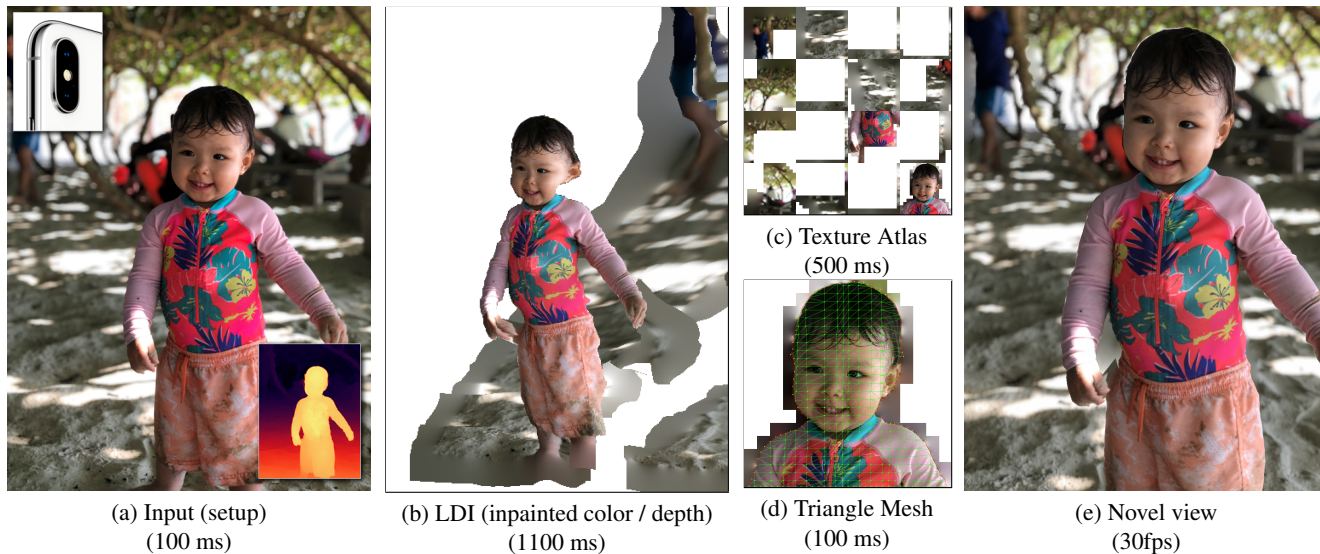 (c) Texture Atlas
(500 ms)
(a) Input (setup)
(100 ms)
(b) LDI (inpainted color / depth)
(1100 ms)
(d) Triangle Mesh
(100 ms)
(e) Novel view
(30fps)